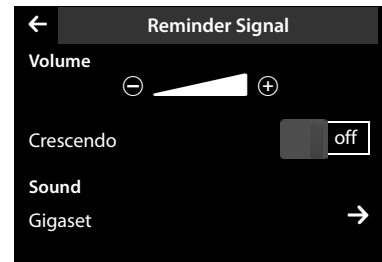 Reminder Signal
Volume
Crescendo off
Sound
Gigaset